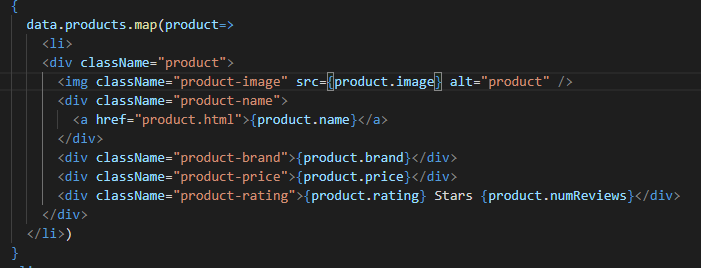 {
data.products.map(product=>
<li>
<div className="product">
<img className="product-image" src={product.image} alt="product" />
<div className="product-name">
<a href="product.html">{product.name}</a>
</div>
<div className="product-brand">{product.brand}</div>
<div className="product-price">{product.price}</div>
<div className="product-rating">{product.rating} Stars {product.numReviews}</div>
</div>
</li>)
}